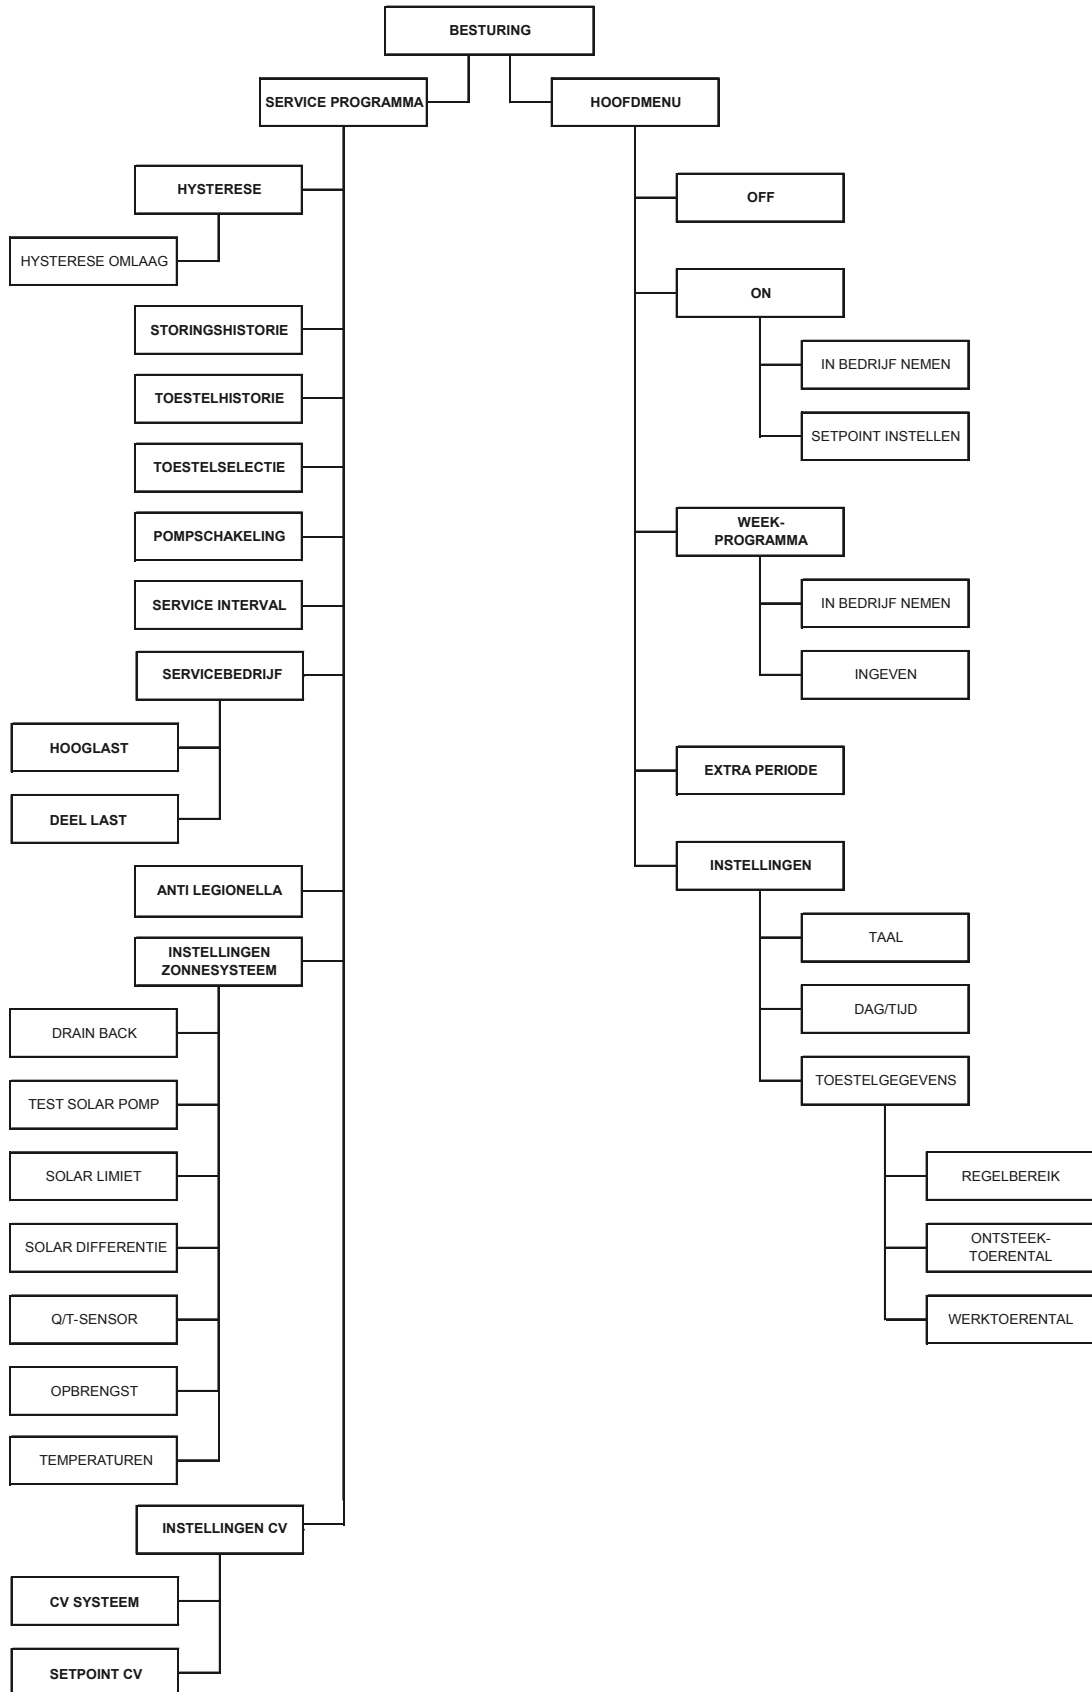 BESTURING
SERVICE PROGRAMMA
HOOFDMENU
HYSTERESE
HYSTERESE OMLAAG
STORINGSHISTORIE
TOESTELHISTORIE
TOESTELSELECTIE
POMPSCHAKELING
SERVICE INTERVAL
SERVICEBEDRIJF
HOOGLAST
DEEL LAST
ANTI LEGIONELLA
INSTELLINGEN
ZONNESYSTEEM
DRAIN BACK
TEST SOLAR POMP
SOLAR LIMIET
SOLAR DIFFERENTIE
Q/T-SENSOR
OPBRENGST
TEMPERATUREN
INSTELLINGEN CV
CV SYSTEEM
SETPOINT CV
OFF
ON
IN BEDRIJF NEMEN
SETPOINT INSTELLEN
WEEK-
PROGRAMMA
IN BEDRIJF NEMEN
INGEVEN
EXTRA PERIODE
INSTELLINGEN
TAAL
DAG/TIJD
TOESTELGEGEVENS
REGELBEREIK
ONTSTEEK-
TOERENTAL
WERKTOERENTAL